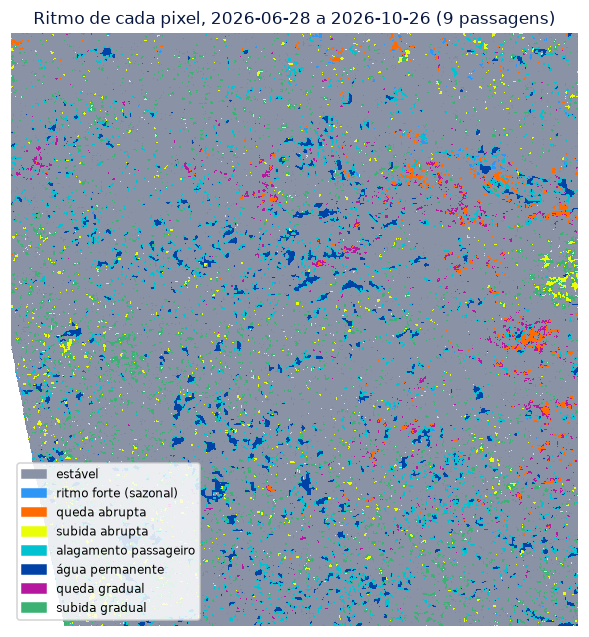 Ritmo de cada pixel, 2026-06-28 a 2026-10-26 (9 passagens)
estável
ritmo forte (sazonal)
queda abrupta
subida abrupta
alagamento passageiro
água permanente
queda gradual
subida gradual